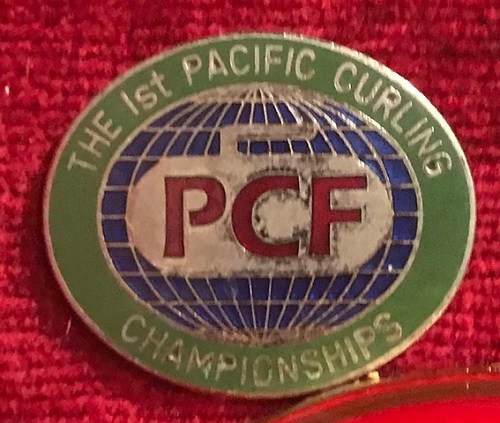 THE 1st PACIFIC CURLING
PCF
CHAMPIONSHIPS